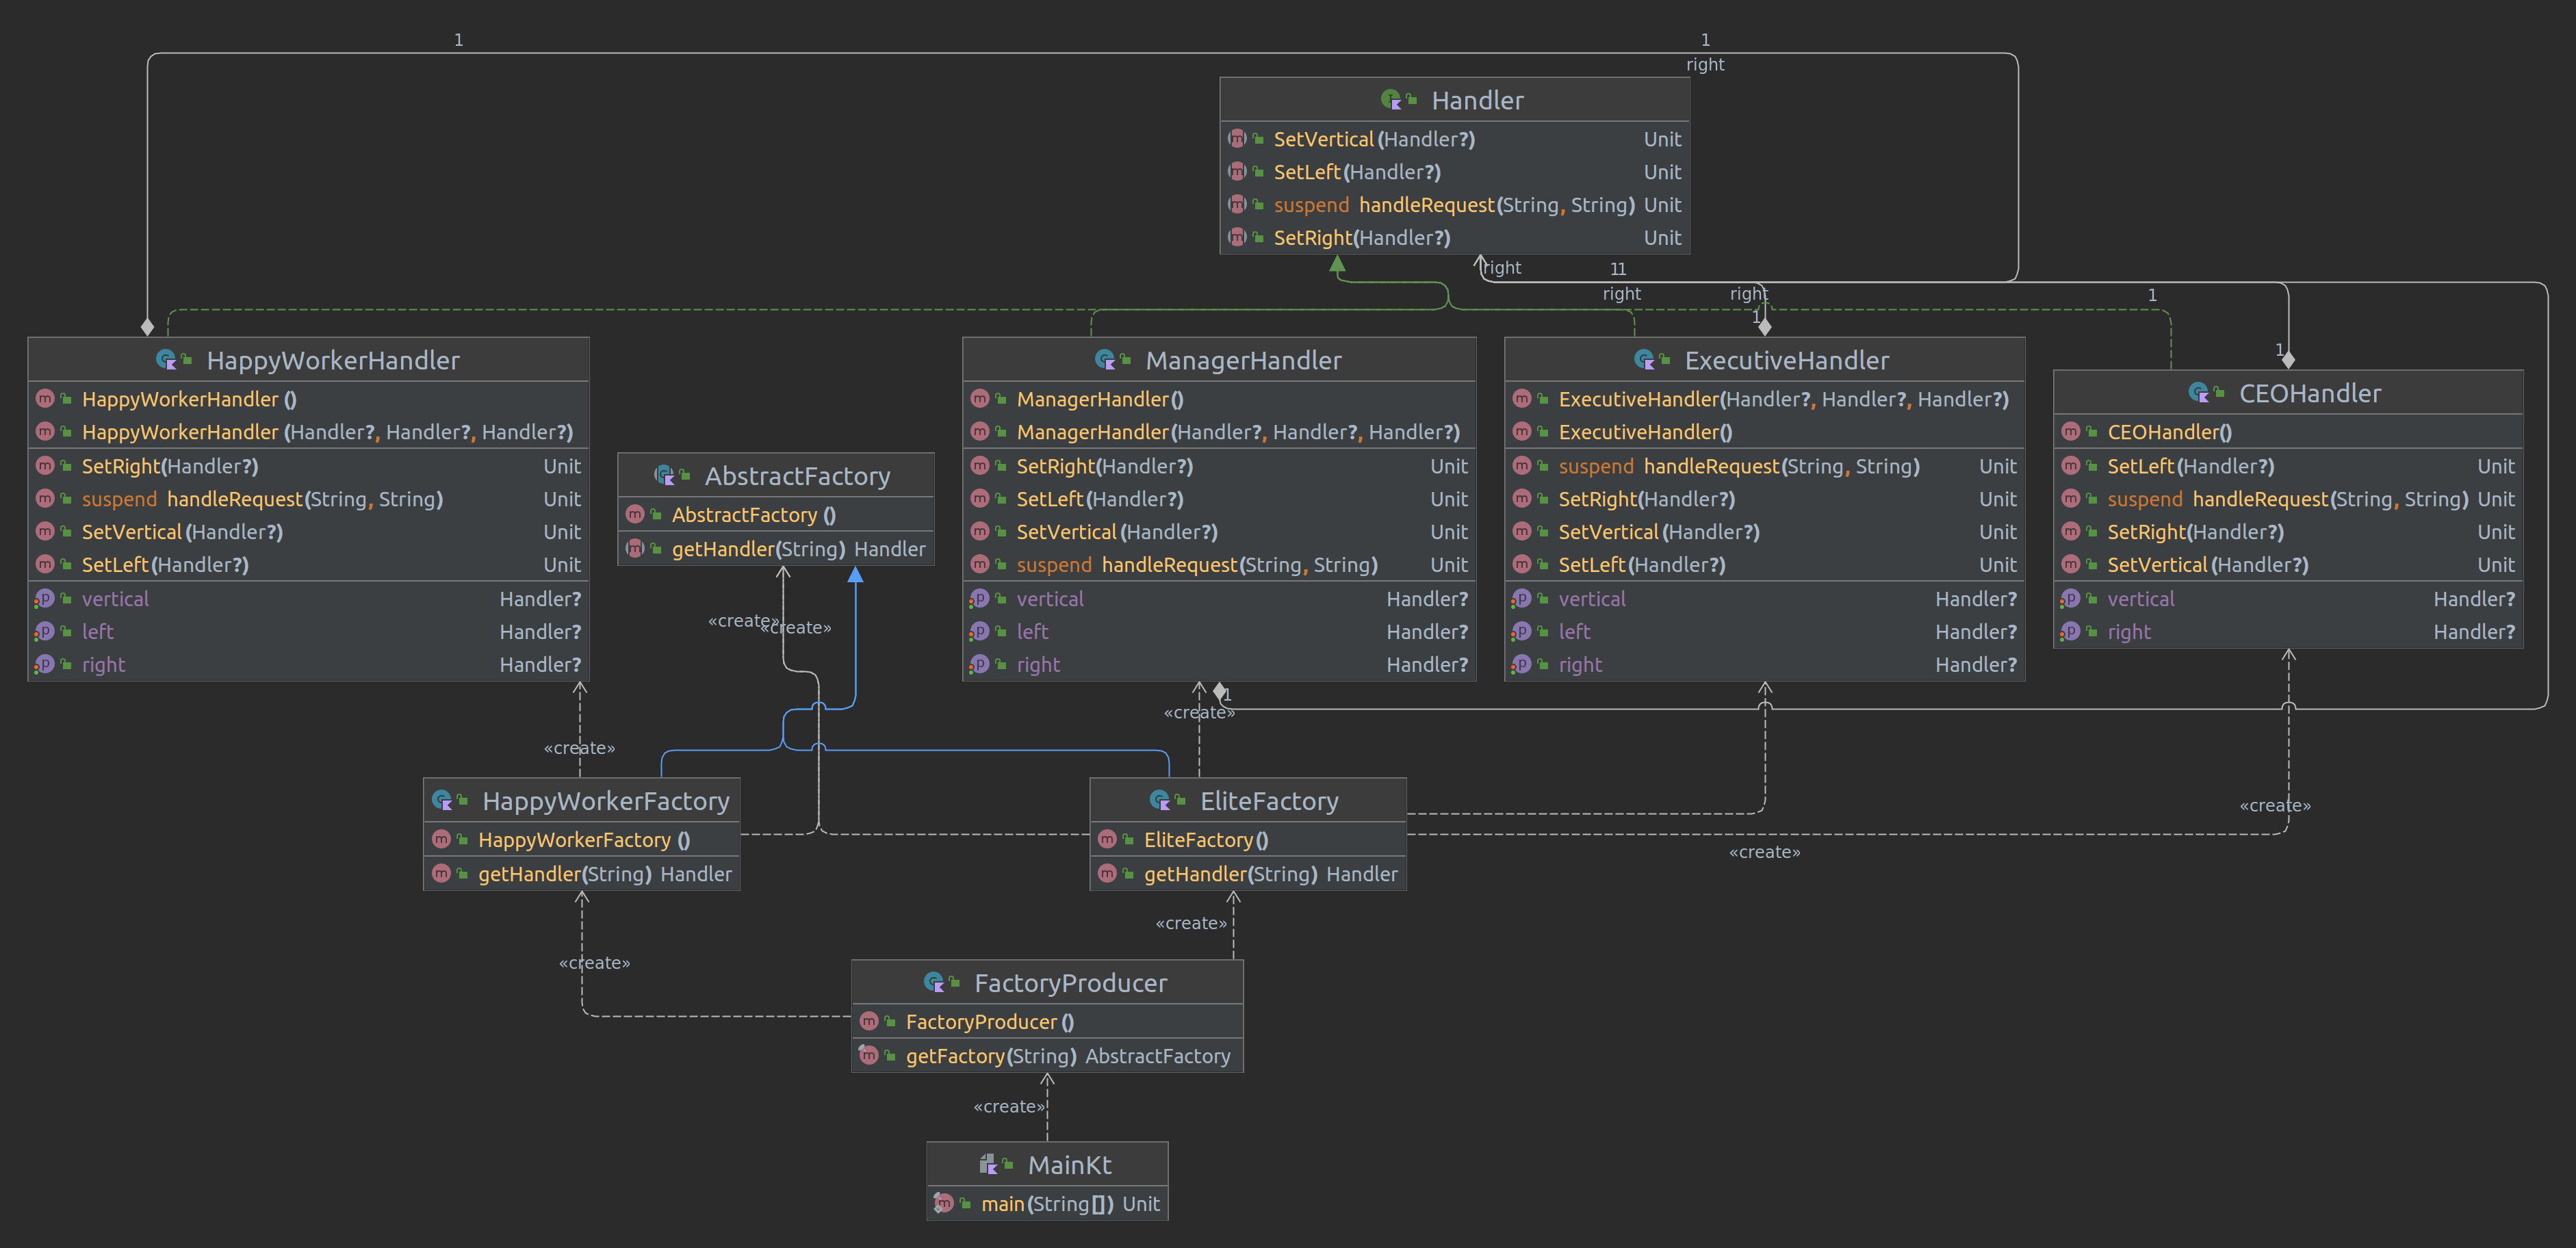 1
1
right
Handler
SetVertical(Handler?) Unit
SetLeft(Handler?) Unit
suspend handleRequest(String, String) Unit
SetRight(Handler?) Unit
right
11
right
right
1
1
1
HappyWorkerHandler
HappyWorkerHandler()
HappyWorkerHandler(Handler?, Handler?, Handler?)
SetRight(Handler?) Unit
suspend handleRequest(String, String) Unit
SetVertical(Handler?) Unit
SetLeft(Handler?) Unit
vertical Handler?
left Handler?
right Handler?
AbstractFactory
AbstractFactory()
getHandler(String) Handler
ManagerHandler
ManagerHandler()
ManagerHandler(Handler?, Handler?, Handler?)
SetRight(Handler?) Unit
SetLeft(Handler?) Unit
SetVertical(Handler?) Unit
suspend handleRequest(String, String) Unit
vertical Handler?
left Handler?
right Handler?
ExecutiveHandler
ExecutiveHandler(Handler?, Handler?, Handler?)
ExecutiveHandler()
suspend handleRequest(String, String) Unit
SetRight(Handler?) Unit
SetVertical(Handler?) Unit
SetLeft(Handler?) Unit
vertical Handler?
left Handler?
right Handler?
CEOHandler
CEOHandler()
SetLeft(Handler?) Unit
suspend handleRequest(String, String) Unit
SetRight(Handler?) Unit
SetVertical(Handler?) Unit
vertical Handler?
right Handler?
«create»
«create»
1
«create»
«create»
HappyWorkerFactory
HappyWorkerFactory()
getHandler(String) Handler
EliteFactory
EliteFactory()
getHandler(String) Handler
«create»
«create»
«create»
«create»
FactoryProducer
FactoryProducer()
getFactory(String) AbstractFactory
«create»
MainKt
main(String[]) Unit